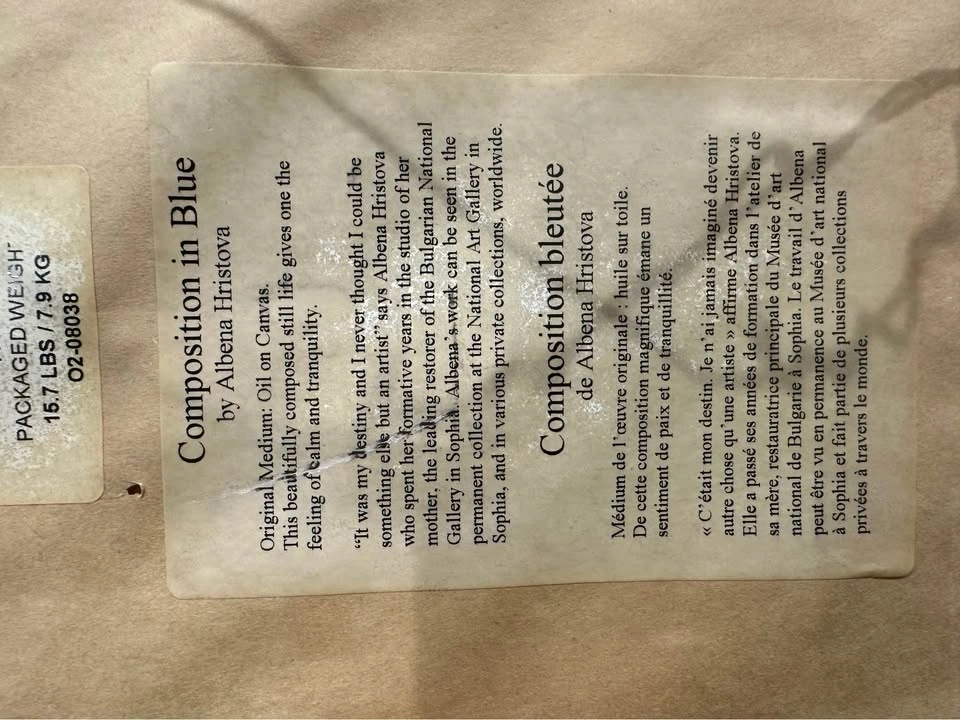 PACKAGED WEIGHT
15.7 LBS / 7.9 KG
O2-08038
Composition in Blue
by Albena Hristova
Original Medium: Oil on Canvas.
This beautifully composed still life gives one the
feeling of calm and tranquility.
“It was my destiny and I never thought I could be
something else but an artist” says Albena Hristova
who spent her formative years in the studio of her
mother, the leading restorer of the Bulgarian National
Gallery in Sophia. Albena’s work can be seen in the
permanent collection at the National Art Gallery in
Sophia, and in various private collections, worldwide.
Composition bleutée
de Albena Hristova
Médium de l’œuvre originale : huile sur toile.
De cette composition magnifique émane un
sentiment de paix et de tranquillité.
« C’était mon destin. Je n’ai jamais imaginé devenir
autre chose qu’une artiste » affirme Albena Hristova.
Elle a passé ses années de formation dans l’atelier de
sa mère, restauratrice principale du Musée d’art
national de Bulgarie à Sophia. Le travail d’Albena
peut être vu en permanence au Musée d’art national
à Sophia et fait partie de plusieurs collections
privées à travers le monde.